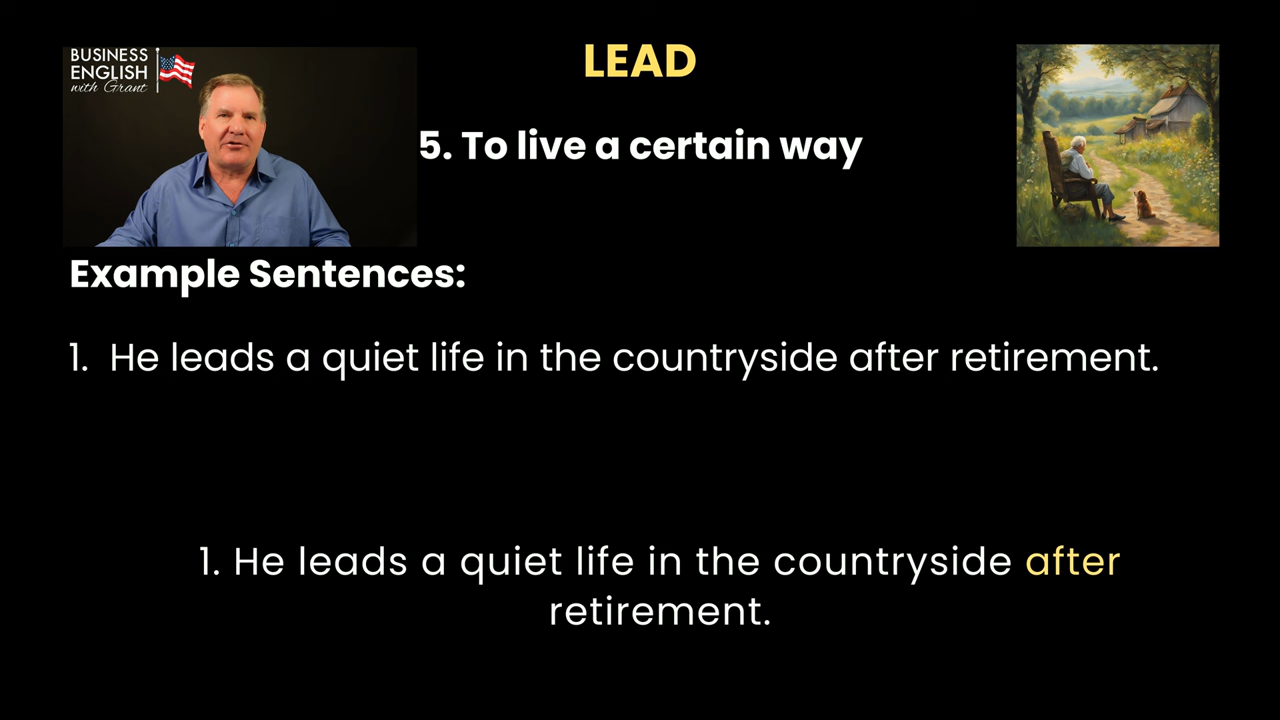 BUSINESS
ENGLISH
with Grant
LEAD
5. To live a certain way
Example Sentences:
1. He leads a quiet life in the countryside after retirement.
1. He leads a quiet life in the countryside after
retirement.